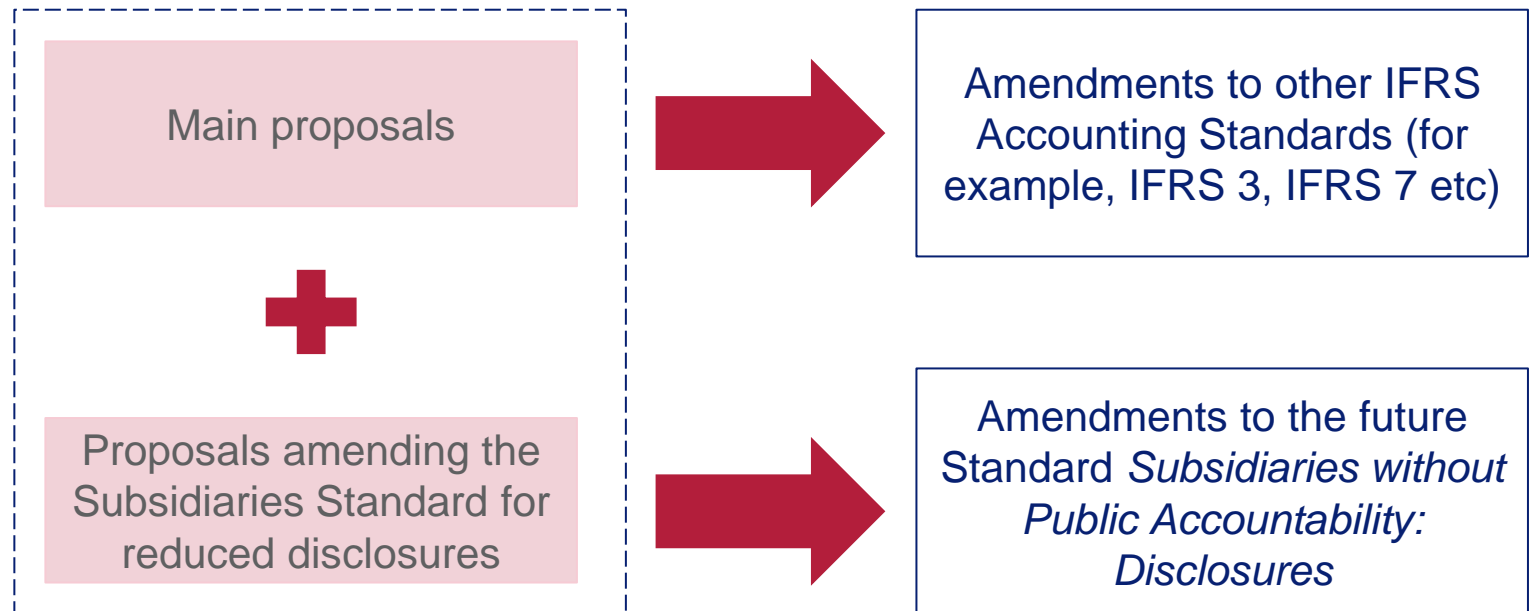 Main proposals
Amendments to other IFRS
Accounting Standards (for
example, IFRS 3, IFRS 7 etc)
Proposals amending the
Subsidiaries Standard for
reduced disclosures
Amendments to the future
Standard Subsidiaries without
Public Accountability:
Disclosures